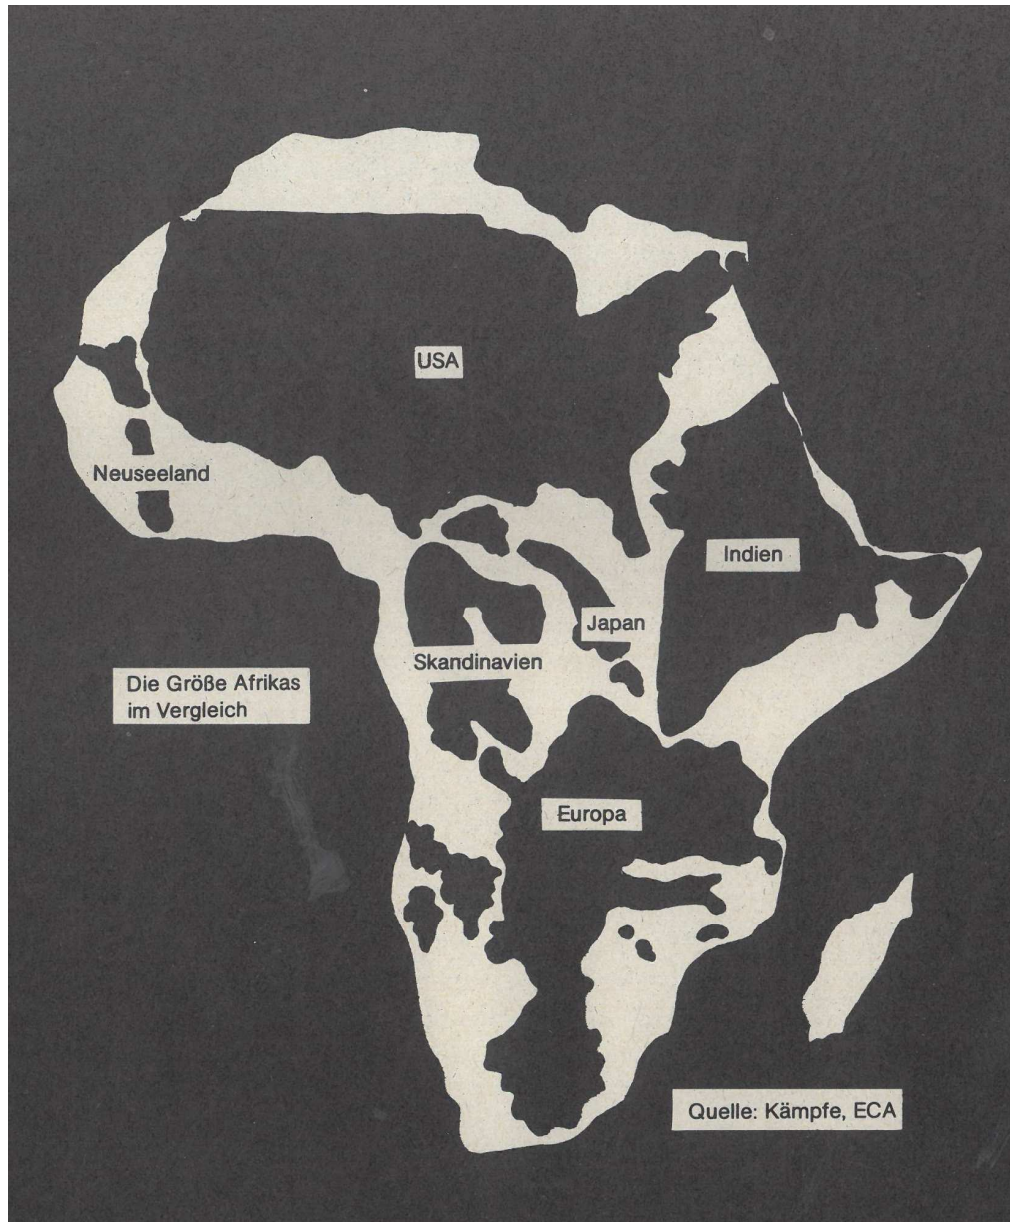 USA
Neuseeland
Indien
Japan
Skandinavien
Die Größe Afrikas
im Vergleich
Europa
Quelle: Kämpfe, ECA